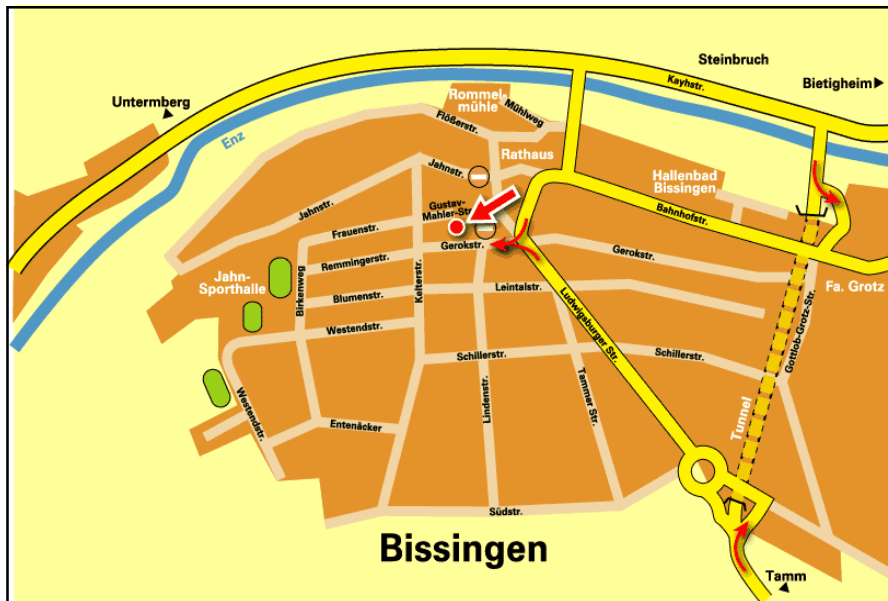 Steinbruch
Kayhstr.
Bietigheim
Untermberg
Rommel-
mühle
Mühlweg
Flößerstr.
Enz
Rathaus
Jahnstr.
Hallenbad
Bissingen
Jahnstr.
Gustav-
Mahler-Str.
Bahnhofstr.
Frauenstr.
Gerokstr.
Gerokstr.
Remmingerstr.
Jahn-
Sporthalle
Birkenweg
Kelterstr.
Blumenstr.
Leintalstr.
Fa. Grotz
Ludwigsburger Str.
Gottlob-Grotz-Str.
Westendstr.
Schillerstr.
Schillerstr.
Westendstr.
Lindenstr.
Tammer Str.
Entenäcker
Tunnel
Südstr.
Bissingen
Tamm